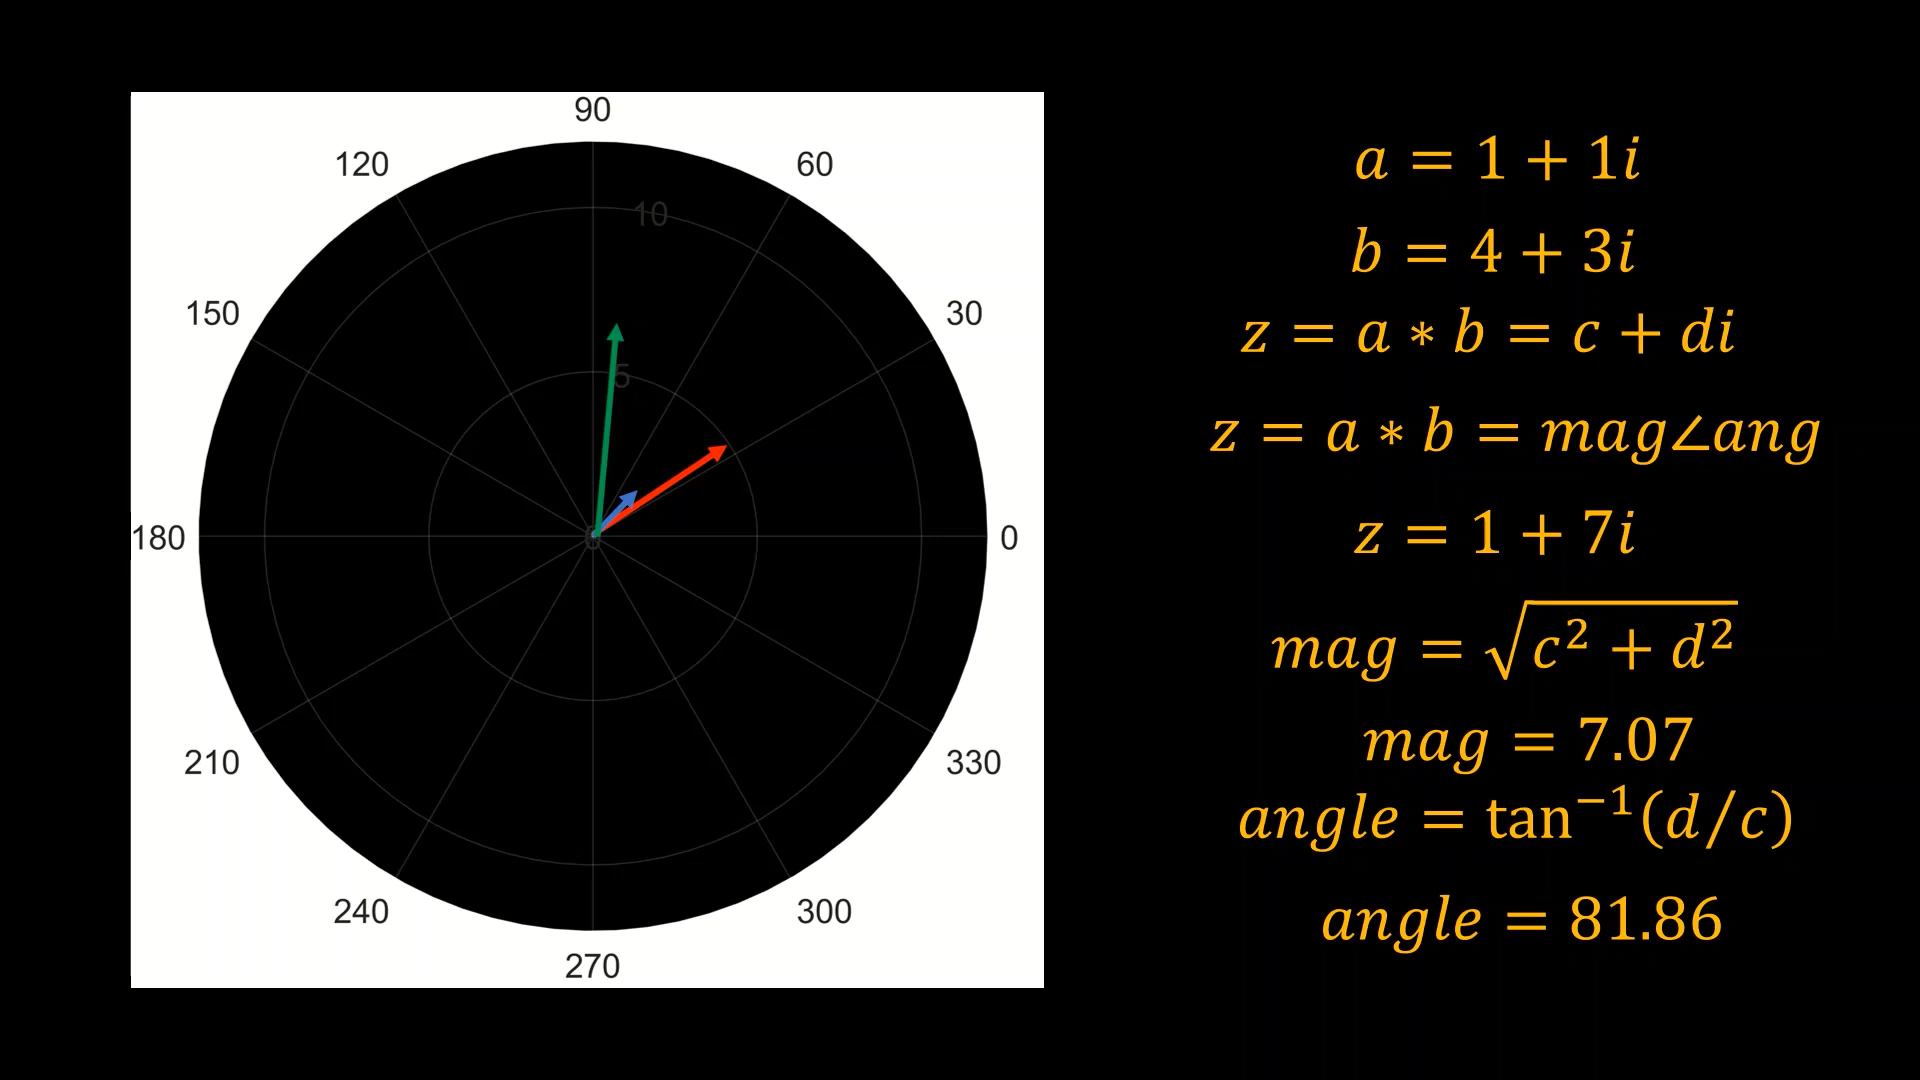 90
120
60
10
150
30
5
180
0
0
210
330
240
300
270
a = 1 + 1i
b = 4 + 3i
z = a ∗ b = c + di
z = a ∗ b = mag∠ang
z = 1 + 7i
mag = √(c² + d²)
mag = 7.07
angle = tan⁻¹(d/c)
angle = 81.86